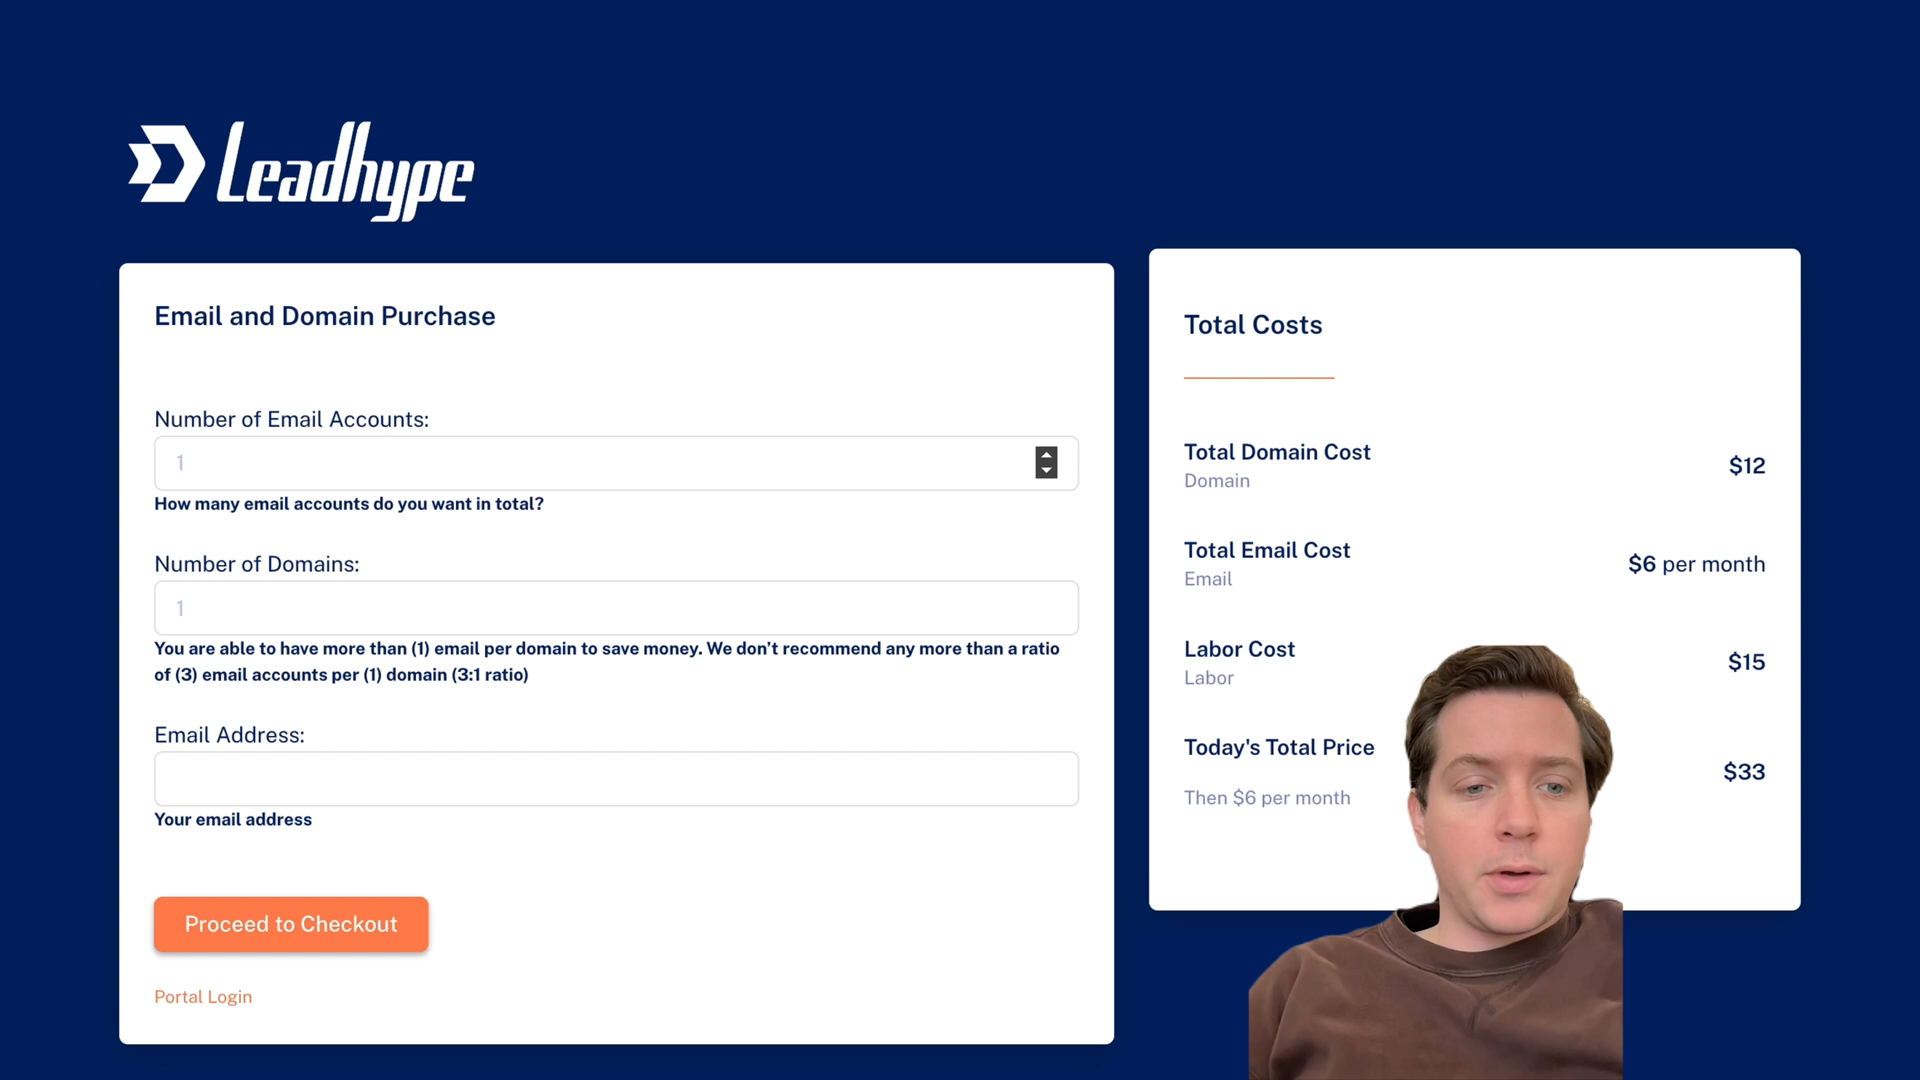 Leadhype
Email and Domain Purchase
Number of Email Accounts:
1
How many email accounts do you want in total?
Number of Domains:
1
You are able to have more than (1) email per domain to save money. We don’t recommend any more than a ratio
of (3) email accounts per (1) domain (3:1 ratio)
Email Address:
Your email address
Proceed to Checkout
Portal Login
Total Costs
Total Domain Cost
Domain
$12
Total Email Cost
Email
$6 per month
Labor Cost
Labor
$15
Today's Total Price
Then $6 per month
$33